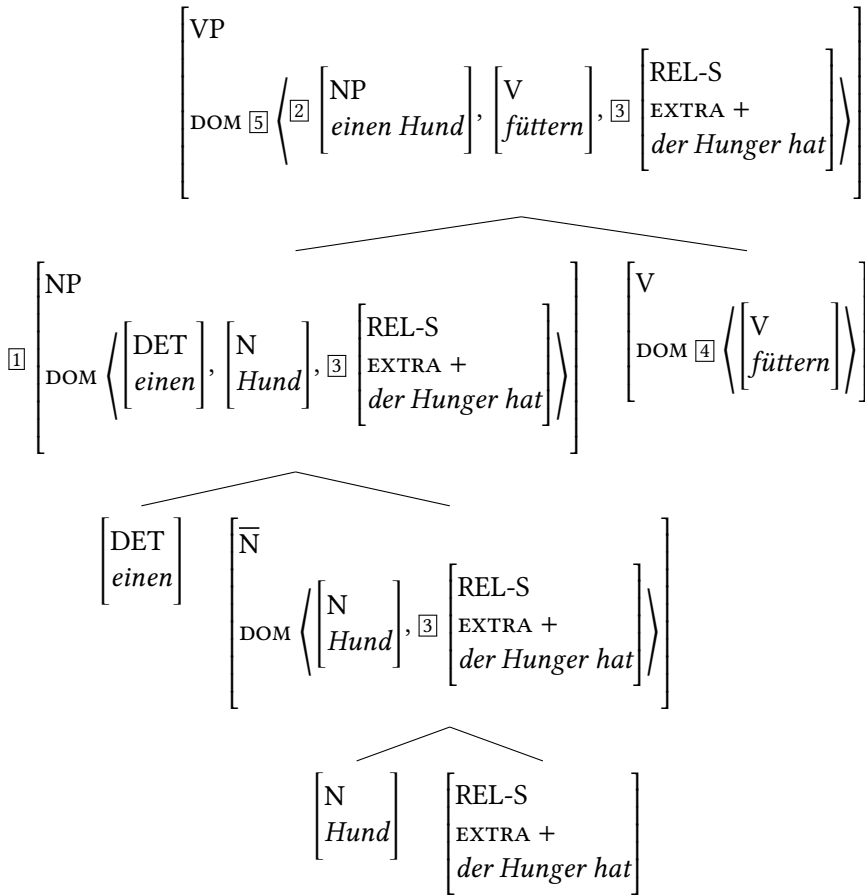 VP
DOM 5 ⟨ 2 [NP einen Hund], [V füttern], 3 [REL-S EXTRA + der Hunger hat] ⟩
1 NP
DOM ⟨ [DET einen], [N Hund], 3 [REL-S EXTRA + der Hunger hat] ⟩
V
DOM 4 ⟨ [V füttern] ⟩
DET
einen
N̅
DOM ⟨ [N Hund], 3 [REL-S EXTRA + der Hunger hat] ⟩
N
Hund
REL-S
EXTRA +
der Hunger hat